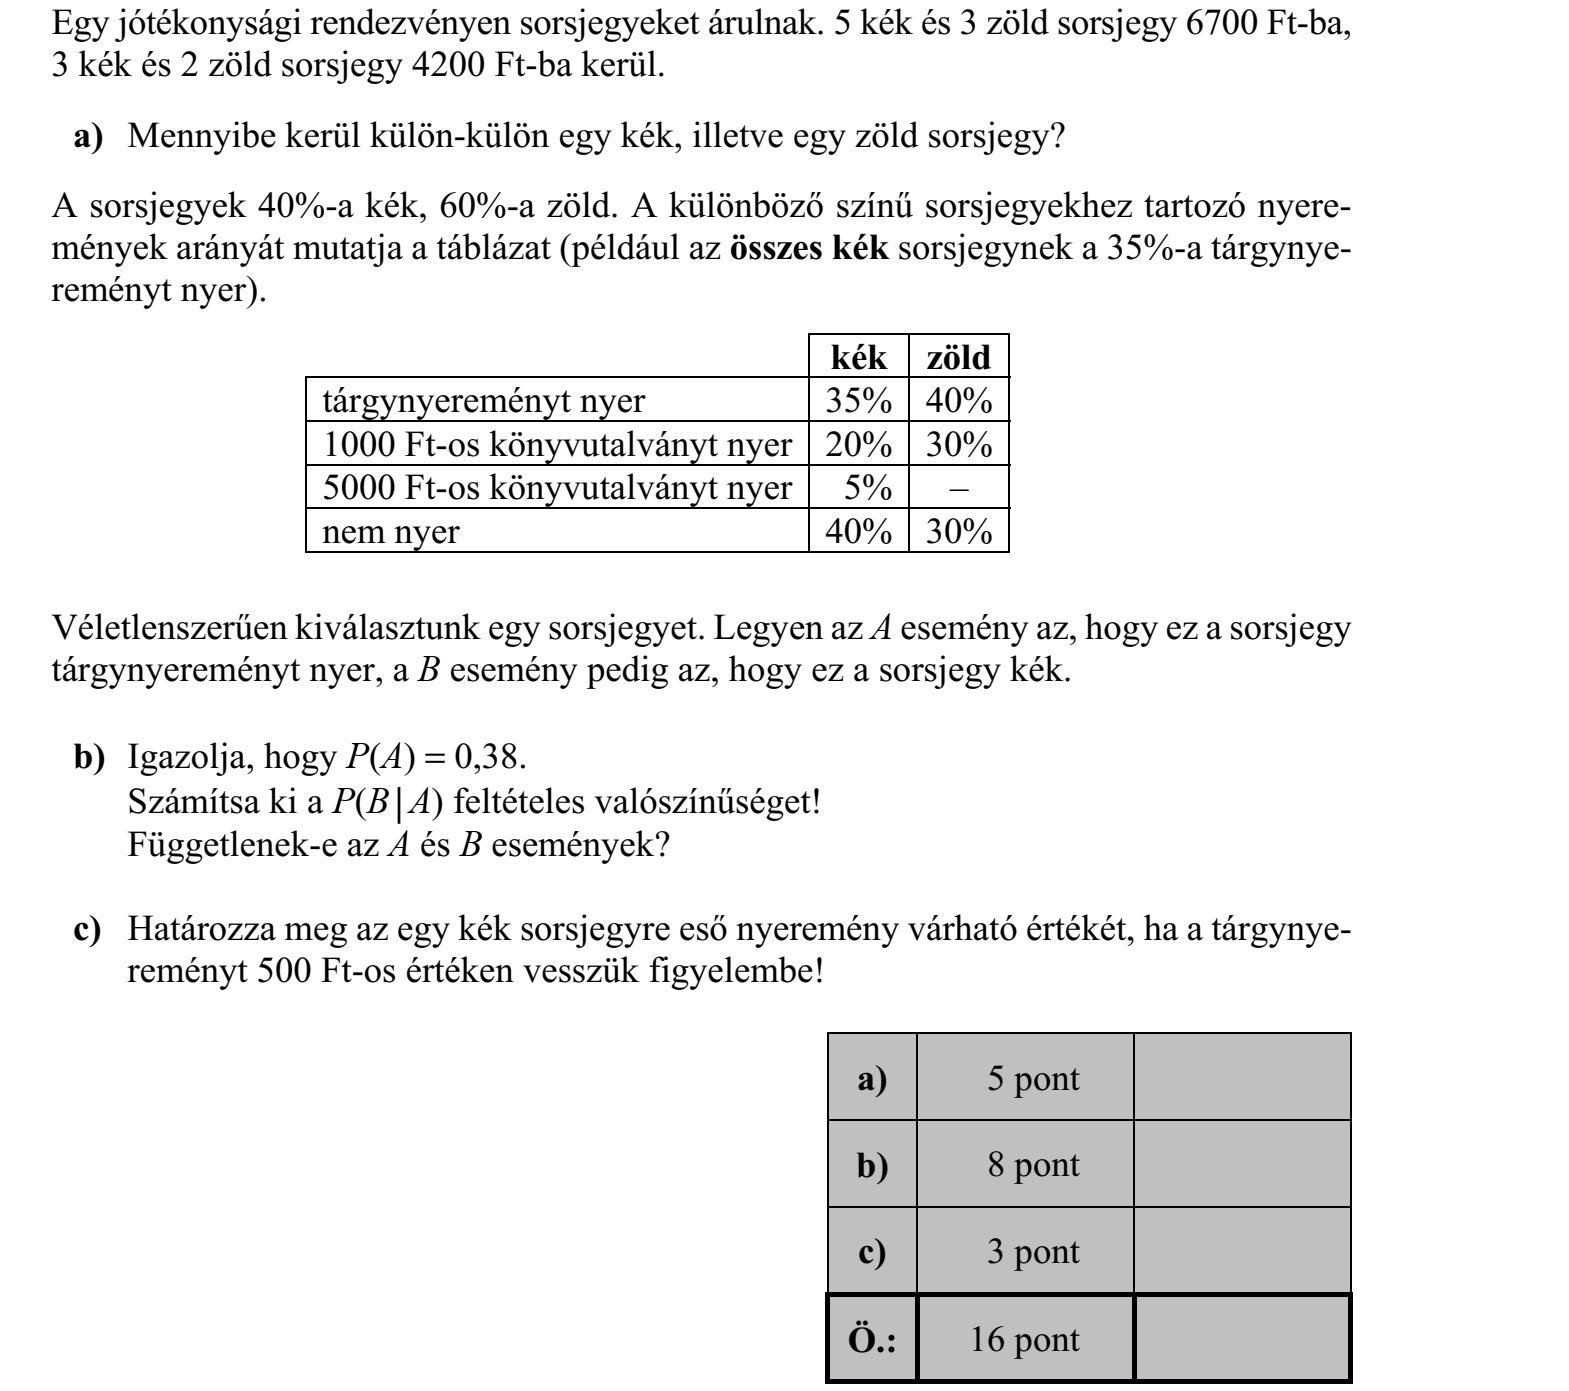 Egy jótékonysági rendezvényen sorsjegyeket árulnak. 5 kék és 3 zöld sorsjegy 6700 Ft-ba,
3 kék és 2 zöld sorsjegy 4200 Ft-ba kerül.
a) Mennyibe kerül külön-külön egy kék, illetve egy zöld sorsjegy?
A sorsjegyek 40%-a kék, 60%-a zöld. A különböző színű sorsjegyekhez tartozó nyere-
mények arányát mutatja a táblázat (például az összes kék sorsjegynek a 35%-a tárgynye-
reményt nyer).
kék zöld
tárgynyereményt nyer 35% 40%
1000 Ft-os könyvutalványt nyer 20% 30%
5000 Ft-os könyvutalványt nyer 5% –
nem nyer 40% 30%
Véletlenszerűen kiválasztunk egy sorsjegyet. Legyen az A esemény az, hogy ez a sorsjegy
tárgynyereményt nyer, a B esemény pedig az, hogy ez a sorsjegy kék.
b) Igazolja, hogy P(A) = 0,38.
Számítsa ki a P(B|A) feltételes valószínűséget!
Függetlenek-e az A és B események?
c) Határozza meg az egy kék sorsjegyre eső nyeremény várható értékét, ha a tárgynye-
reményt 500 Ft-os értéken vesszük figyelembe!
a) 5 pont
b) 8 pont
c) 3 pont
Ö.: 16 pont